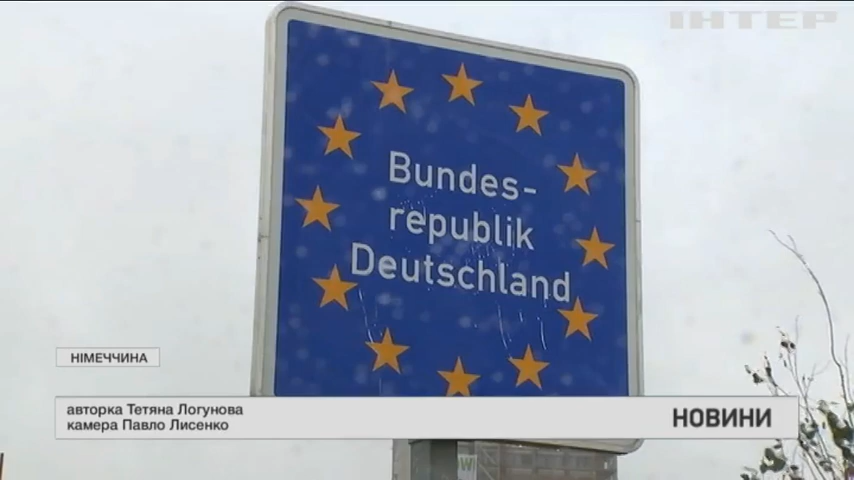 ІНТЕР
Bundes-
republik
Deutschland
НІМЕЧЧИНА
авторка Тетяна Логунова
камера Павло Лисенко
НОВИНИ